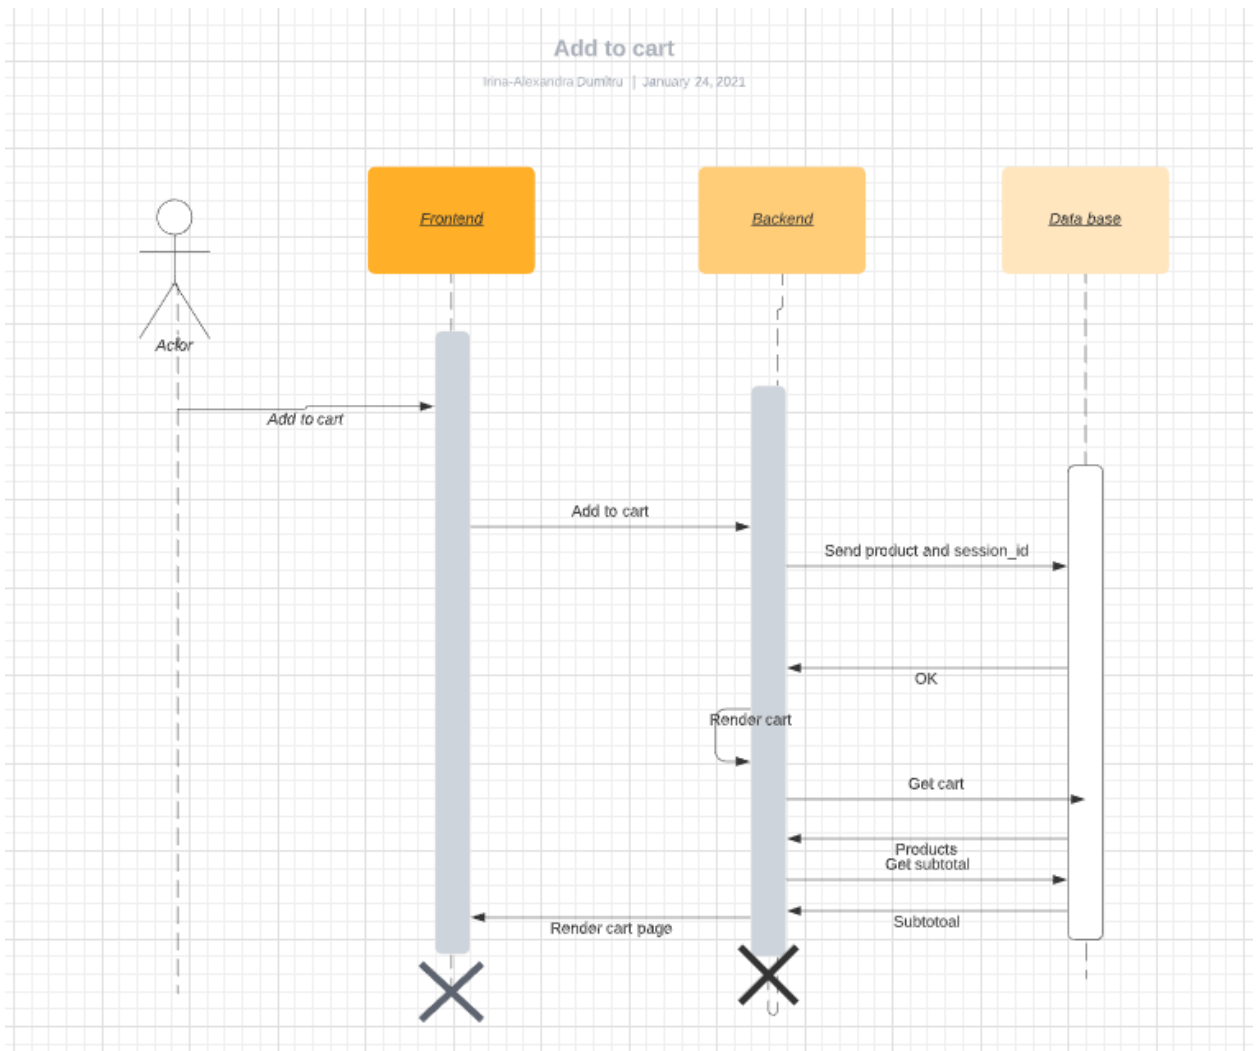 Add to cart
Irina-Alexandra Dumitru | January 24, 2021
Frontend
Backend
Data base
Actor
Add to cart
Add to cart
Send product and session_id
OK
Render cart
Get cart
Products
Get subtotal
Subtotoal
Render cart page